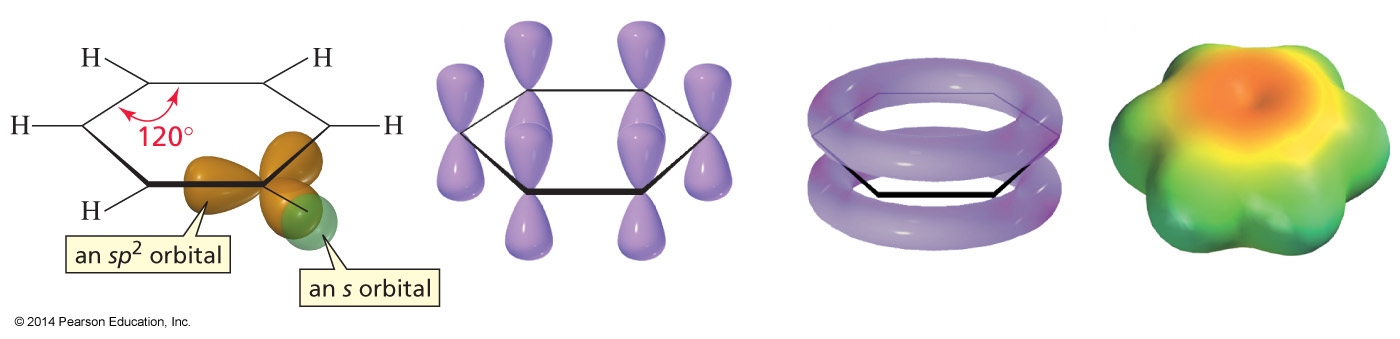 H
H
H
H
120°
H
an sp² orbital
an s orbital
© 2014 Pearson Education, Inc.